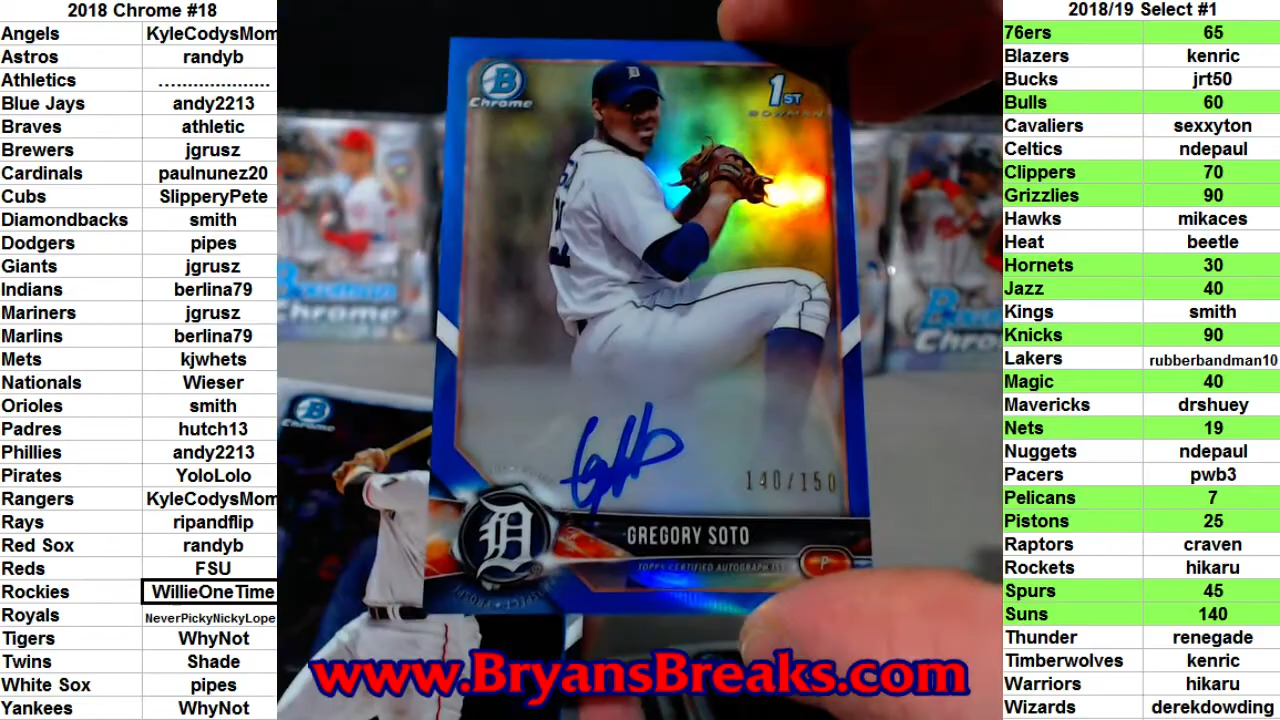 2018 Chrome #18
Angels KyleCodysMom
Astros randyb
Athletics ....................
Blue Jays andy2213
Braves athletic
Brewers jgrusz
Cardinals paulnunez20
Cubs SlipperyPete
Diamondbacks smith
Dodgers pipes
Giants jgrusz
Indians berlina79
Mariners jgrusz
Marlins berlina79
Mets kjwhets
Nationals Wieser
Orioles smith
Padres hutch13
Phillies andy2213
Pirates YoloLolo
Rangers KyleCodysMom
Rays ripandflip
Red Sox randyb
Reds FSU
Rockies WillieOneTime
Royals NeverPickyNickyLope
Tigers WhyNot
Twins Shade
White Sox pipes
Yankees WhyNot
B
Chrome
1ST
BOWMAN
D
140/150
D
GREGORY SOTO
TOPPS CERTIFIED AUTOGRAPH ISSUE
P
Bowman
Chrome
Bowman
Chro
B
Chrome
www.BryansBreaks.com
2018/19 Select #1
76ers 65
Blazers kenric
Bucks jrt50
Bulls 60
Cavaliers sexxyton
Celtics ndepaul
Clippers 70
Grizzlies 90
Hawks mikaces
Heat beetle
Hornets 30
Jazz 40
Kings smith
Knicks 90
Lakers rubberbandman10
Magic 40
Mavericks drshuey
Nets 19
Nuggets ndepaul
Pacers pwb3
Pelicans 7
Pistons 25
Raptors craven
Rockets hikaru
Spurs 45
Suns 140
Thunder renegade
Timberwolves kenric
Warriors hikaru
Wizards derekdowding